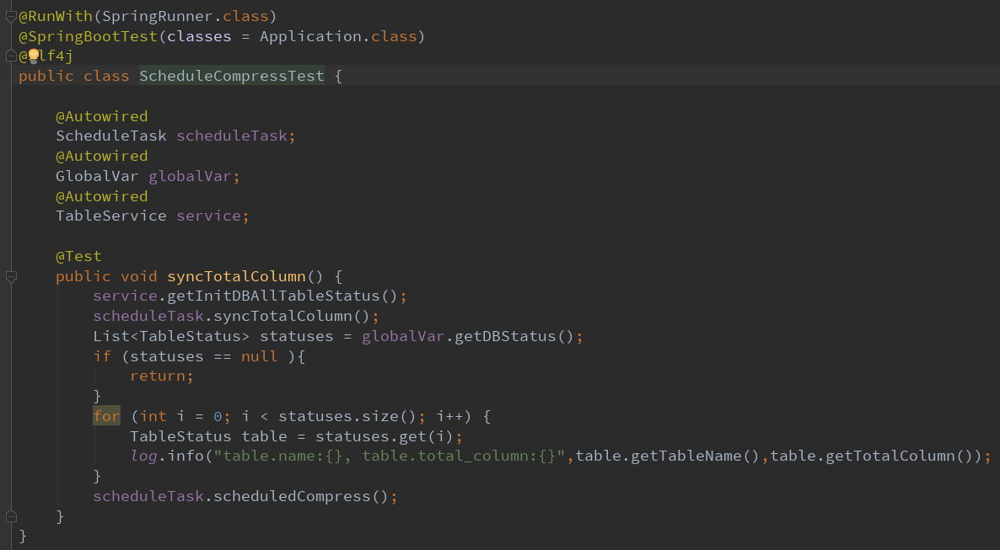 @RunWith(SpringRunner.class)
@SpringBootTest(classes = Application.class)
@lf4j
public class ScheduleCompressTest {
@Autowired
ScheduleTask scheduleTask;
@Autowired
GlobalVar globalVar;
@Autowired
TableService service;
@Test
public void syncTotalColumn() {
service.getInitDBAllTableStatus();
scheduleTask.syncTotalColumn();
List<TableStatus> statuses = globalVar.getDBStatus();
if (statuses == null ){
return;
}
for (int i = 0; i < statuses.size(); i++) {
TableStatus table = statuses.get(i);
log.info("table.name:{}, table.total_column:{}",table.getTableName(),table.getTotalColumn());
}
scheduleTask.scheduledCompress();
}
}